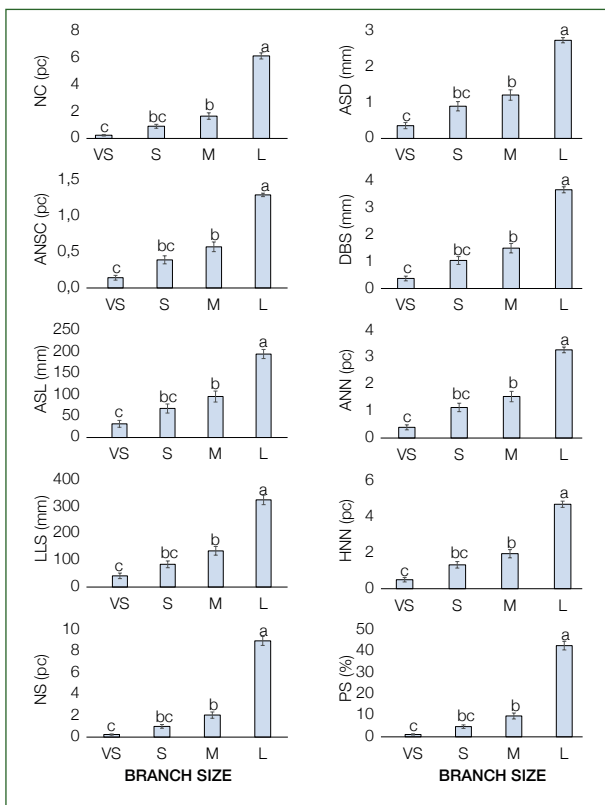 NC (pc)
8
6
4
2
0
c
bc
b
a
VS S M L
ASD (mm)
3
2
1
0
c
bc
b
a
VS S M L
ANSC (pc)
1,5
1,0
0,5
0,0
c
bc
b
a
VS S M L
DBS (mm)
4
3
2
1
0
c
bc
b
a
VS S M L
ASL (mm)
250
200
150
100
50
0
c
bc
b
a
VS S M L
ANN (pc)
4
3
2
1
0
c
bc
b
a
VS S M L
LLS (mm)
400
300
200
100
0
c
bc
b
a
VS S M L
HNN (pc)
6
4
2
0
c
bc
b
a
VS S M L
NS (pc)
10
8
6
4
2
0
c
bc
b
a
VS S M L
BRANCH SIZE
PS (%)
50
40
30
20
10
0
c
bc
b
a
VS S M L
BRANCH SIZE